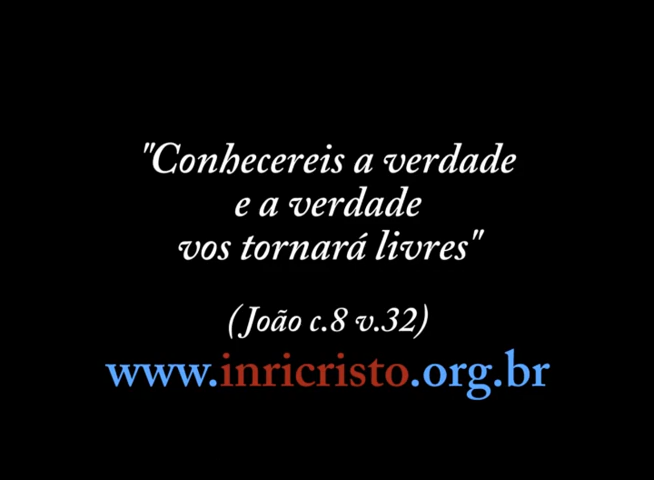 "Conhecereis a verdade
e a verdade
vos tornará livres"
(João c.8 v.32)
www.inricristo.org.br